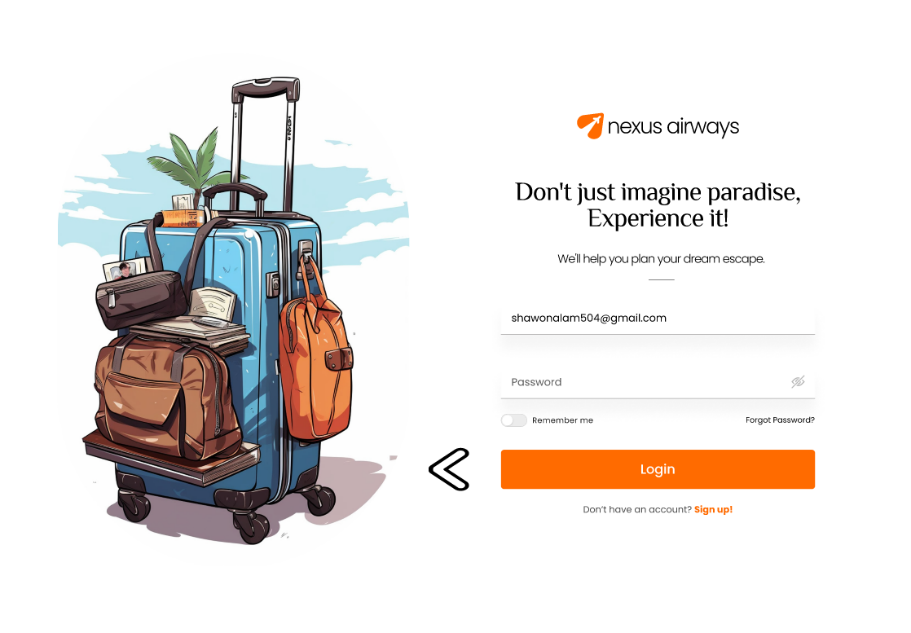 nexus airways
Don't just imagine paradise,
Experience it!
We'll help you plan your dream escape.
shawonalam504@gmail.com
Password
Remember me
Forgot Password?
Login
Don't have an account? Sign up!